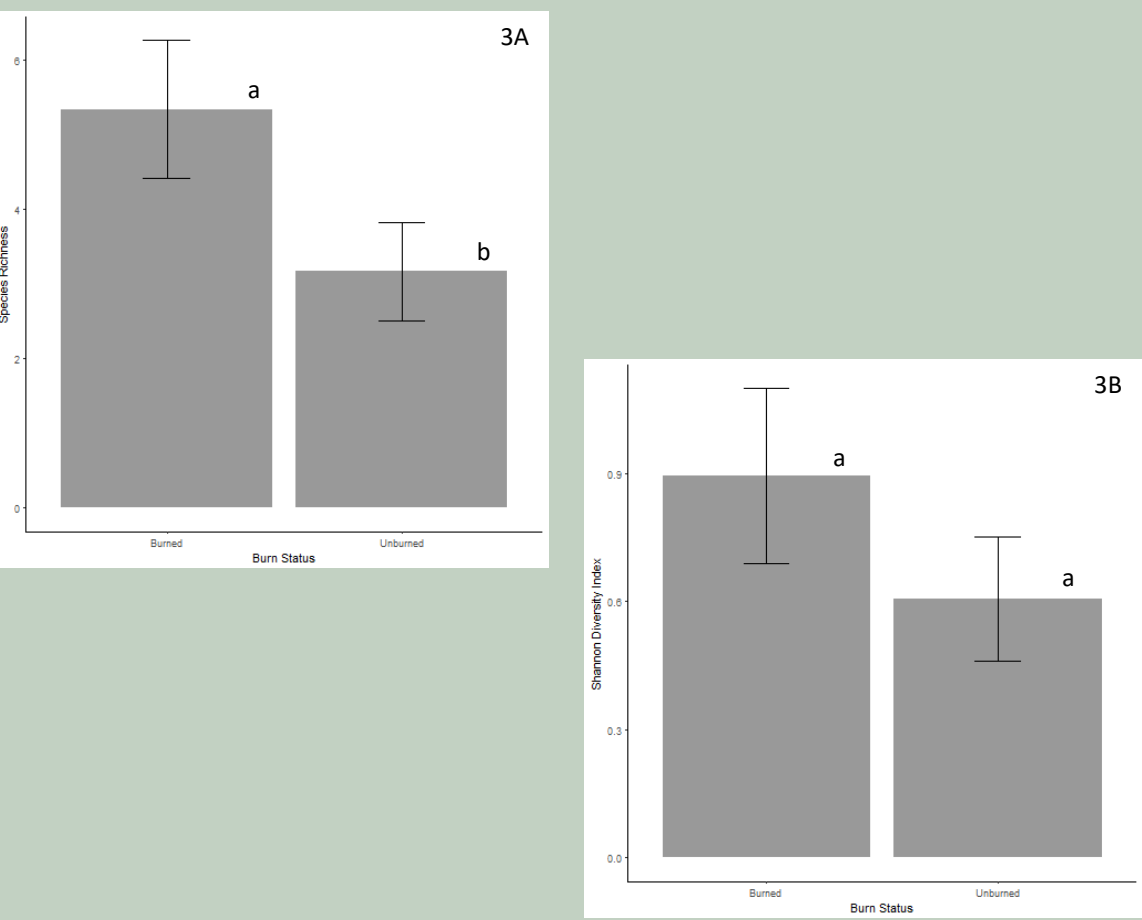 3A
6
a
4
b
Species Richness
2
0
Burned Unburned
Burn Status
3B
a
0.9
a
0.6
Shannon Diversity Index
0.3
0.0
Burned Unburned
Burn Status